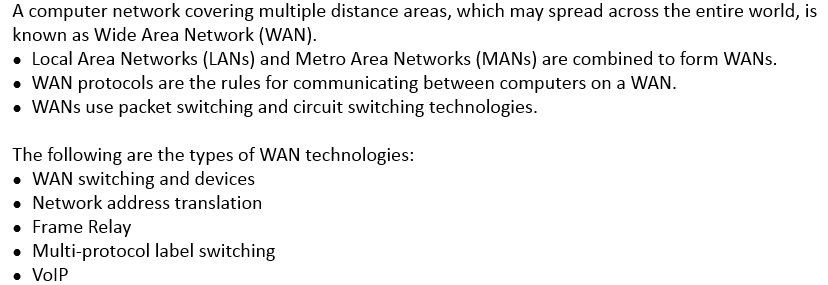 A computer network covering multiple distance areas, which may spread across the entire world, is
known as Wide Area Network (WAN).
• Local Area Networks (LANs) and Metro Area Networks (MANs) are combined to form WANs.
• WAN protocols are the rules for communicating between computers on a WAN.
• WANs use packet switching and circuit switching technologies.
The following are the types of WAN technologies:
• WAN switching and devices
• Network address translation
• Frame Relay
• Multi-protocol label switching
• VoIP